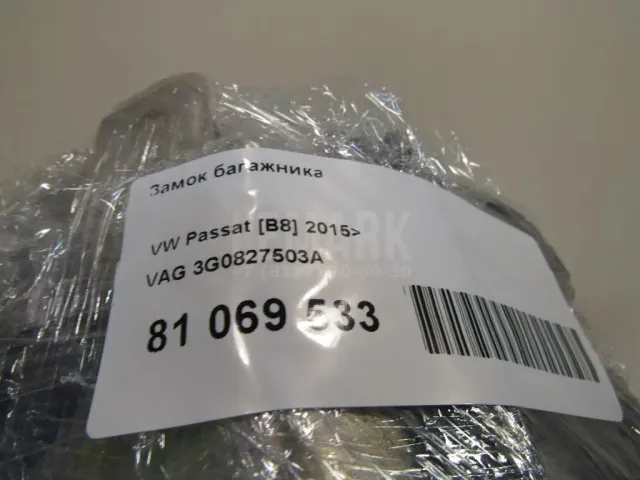 Замок багажника
VW Passat [B8] 2015>
VAG 3G0827503A
81 069 533